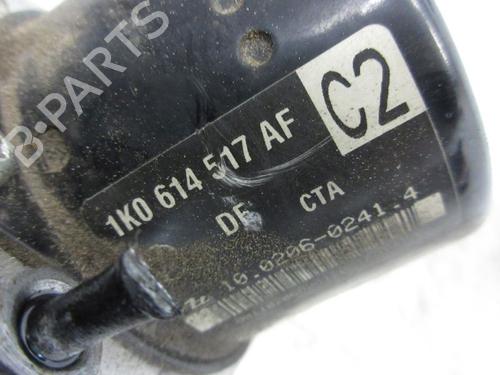 B-PARTS
C2
1K0 614 517 AF
DE CTA
10.0206-0241.4